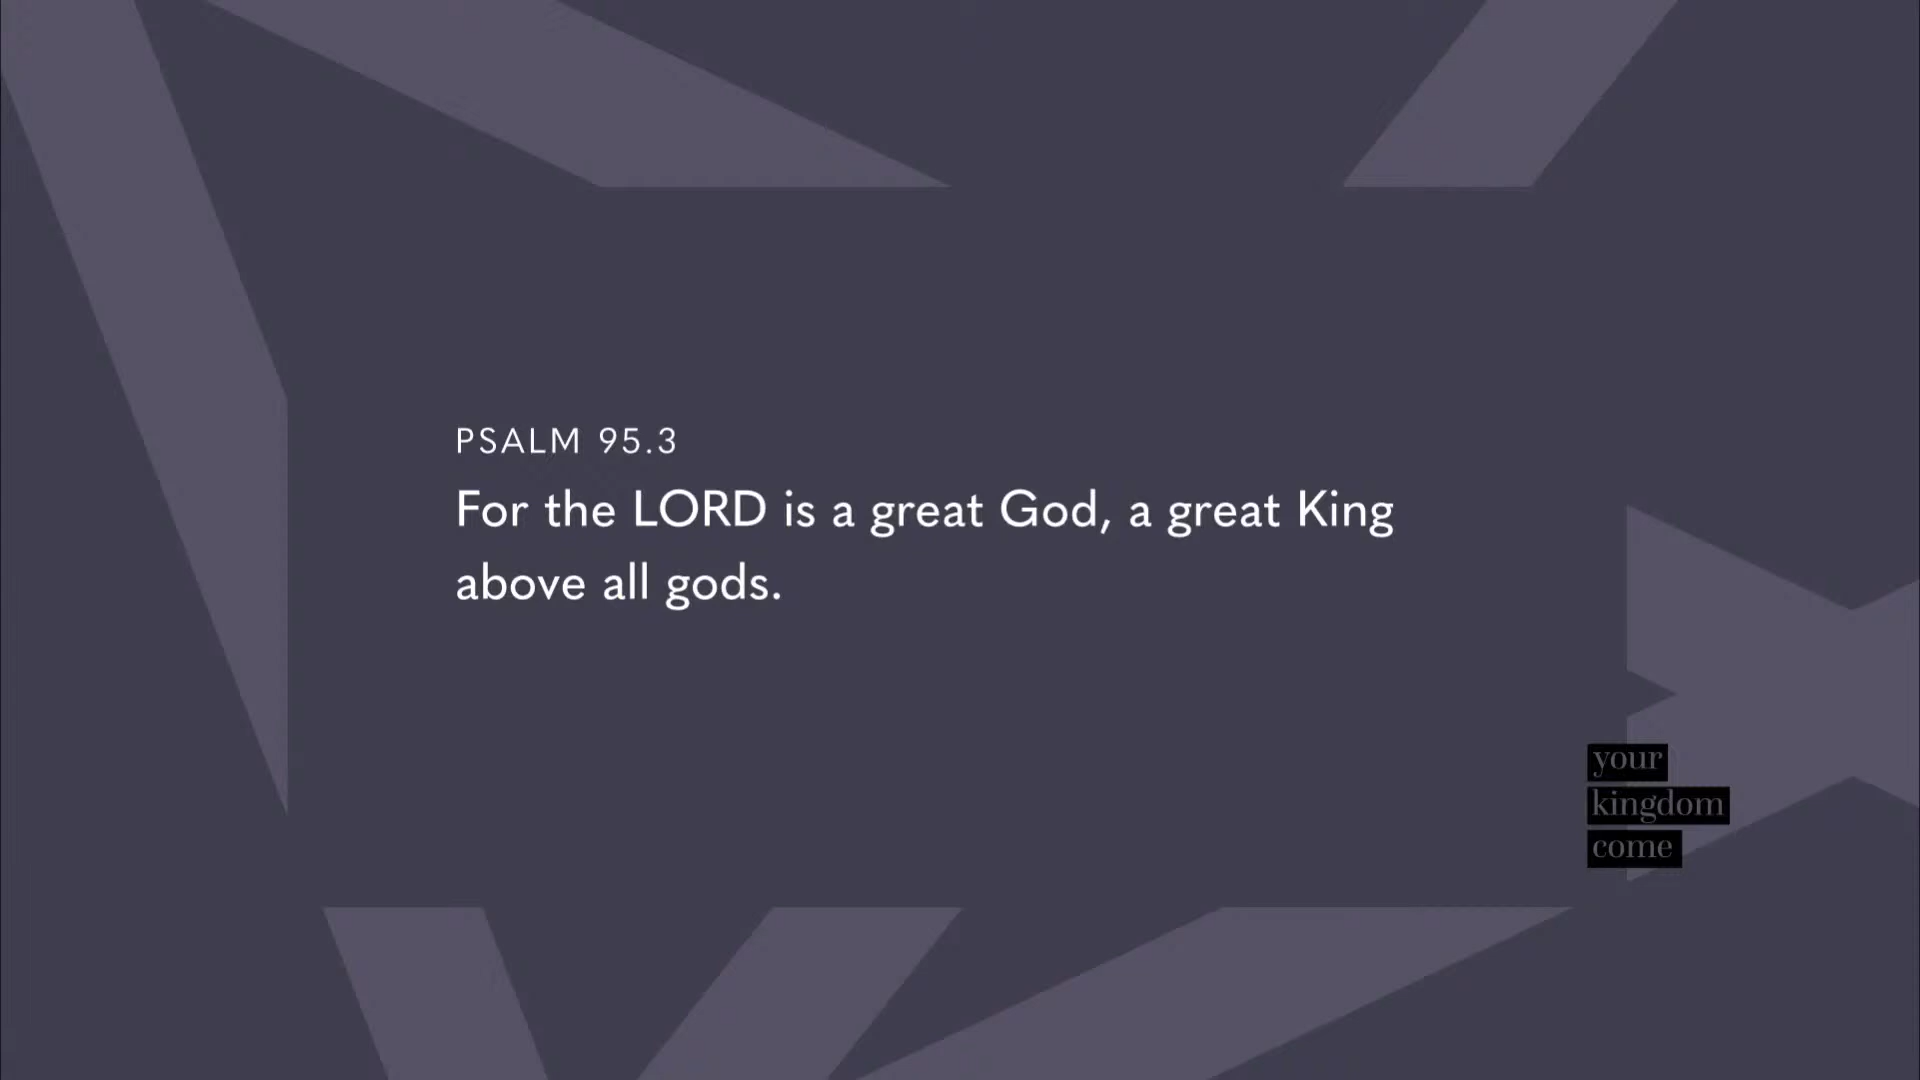 PSALM 95.3
For the LORD is a great God, a great King
above all gods.
your
kingdom
come